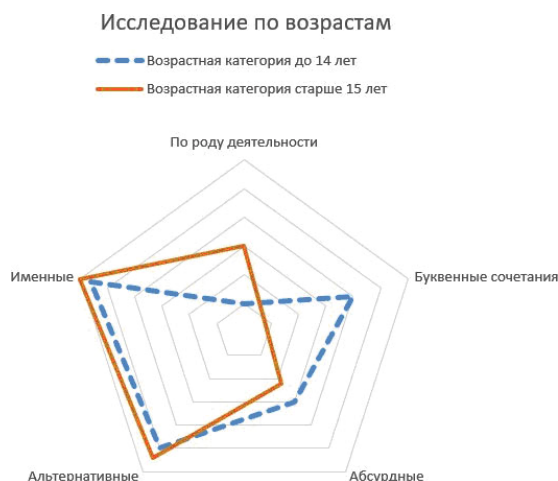 Исследование по возрастам
Возрастная категория до 14 лет
Возрастная категория старше 15 лет
По роду деятельности
Именные
Буквенные сочетания
Альтернативные
Абсурдные